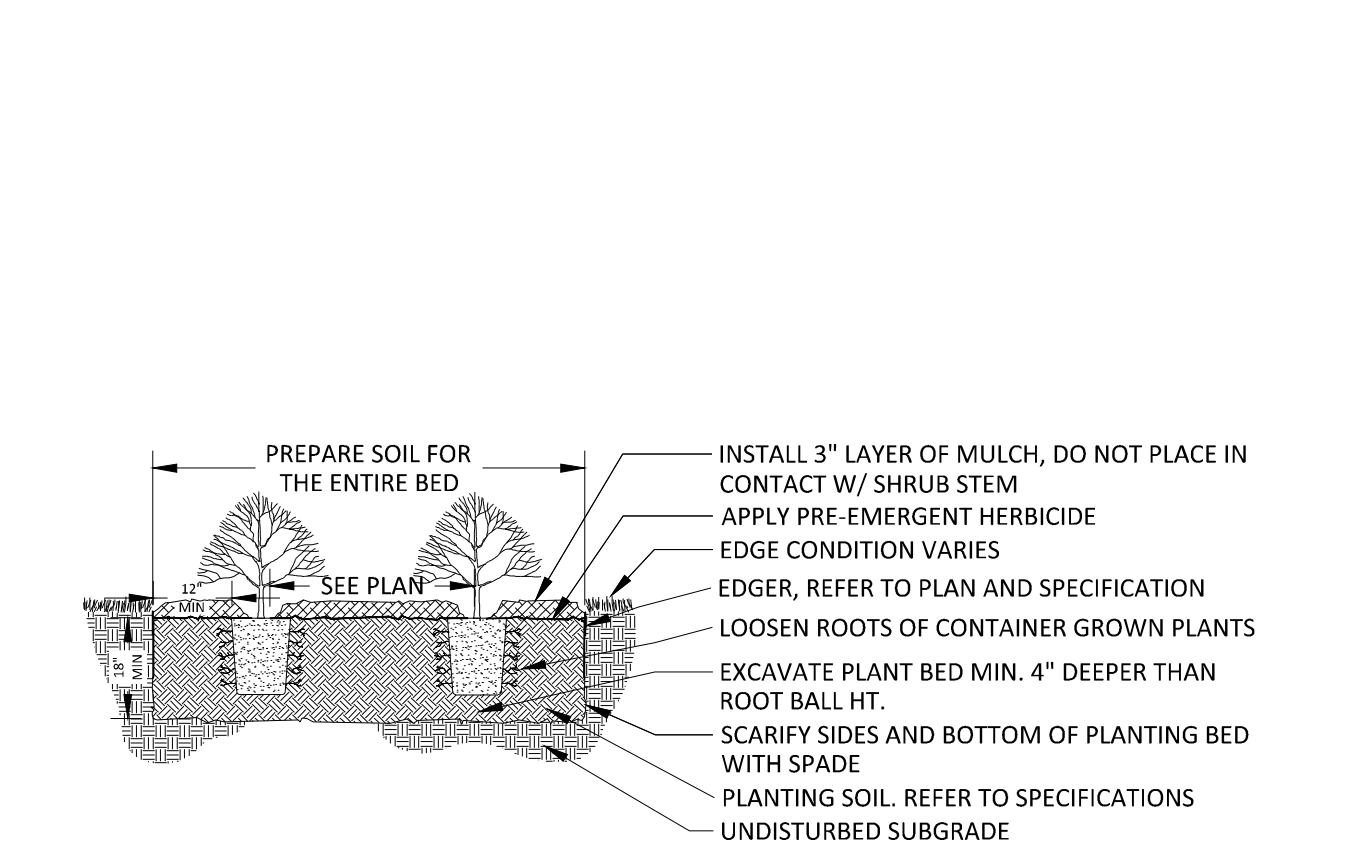 PREPARE SOIL FOR
THE ENTIRE BED
SEE PLAN
12"
MIN
18"
MIN
INSTALL 3" LAYER OF MULCH, DO NOT PLACE IN
CONTACT W/ SHRUB STEM
APPLY PRE-EMERGENT HERBICIDE
EDGE CONDITION VARIES
EDGER, REFER TO PLAN AND SPECIFICATION
LOOSEN ROOTS OF CONTAINER GROWN PLANTS
EXCAVATE PLANT BED MIN. 4" DEEPER THAN
ROOT BALL HT.
SCARIFY SIDES AND BOTTOM OF PLANTING BED
WITH SPADE
PLANTING SOIL. REFER TO SPECIFICATIONS
UNDISTURBED SUBGRADE